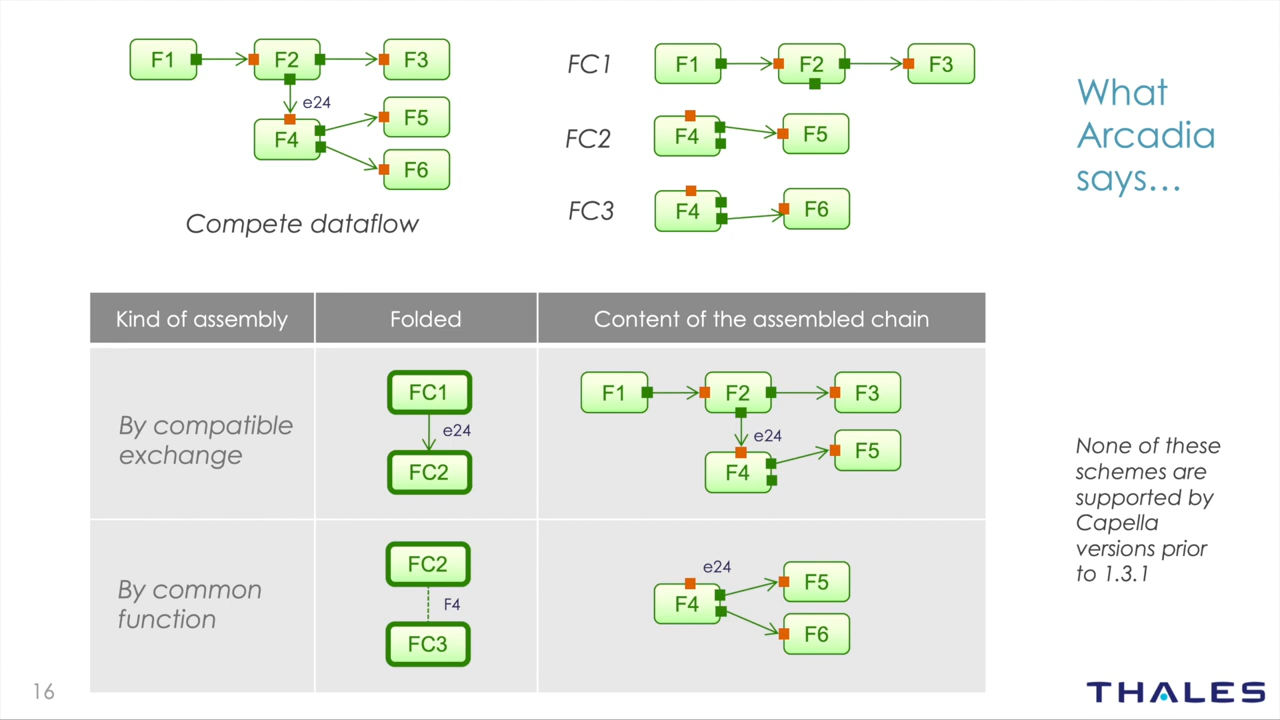 F1
F2
F3
e24
F4
F5
F6
Compete dataflow
FC1
F1
F2
F3
FC2
F4
F5
FC3
F4
F6
What
Arcadia
says…
Kind of assembly
Folded
Content of the assembled chain
By compatible
exchange
FC1
e24
FC2
F1
F2
F3
e24
F4
F5
By common
function
FC2
F4
FC3
e24
F4
F5
F6
None of these
schemes are
supported by
Capella
versions prior
to 1.3.1
16
THALES